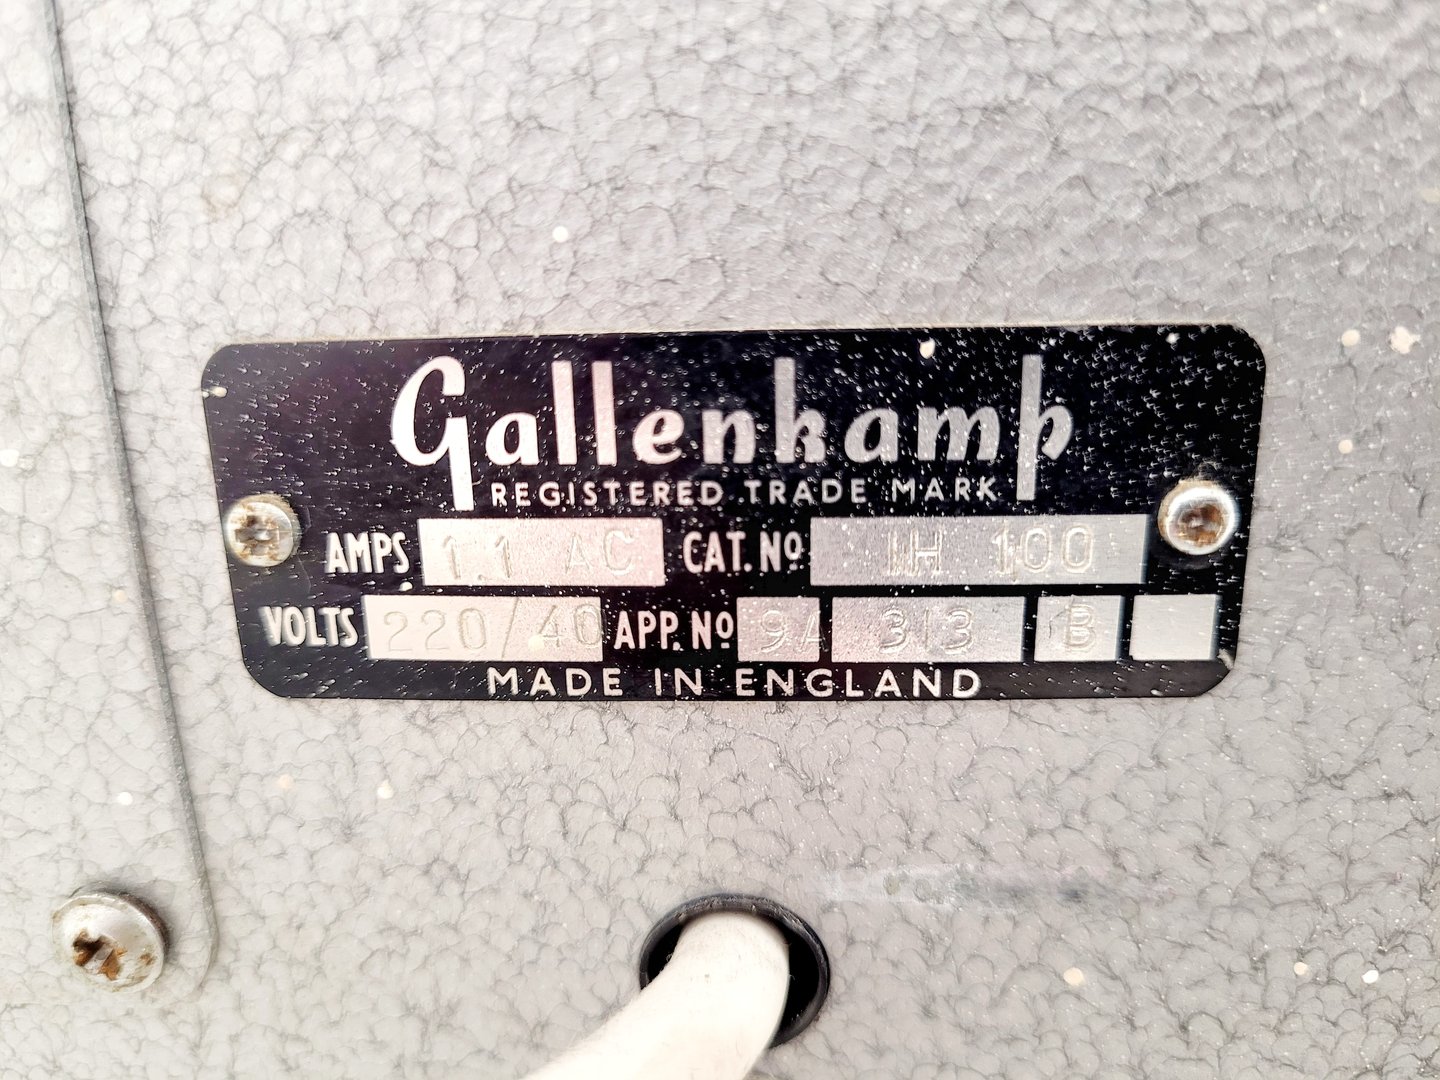 Gallenkamp
REGISTERED TRADE MARK
AMPS 1.1 AC CAT. Nº IH 100
VOLTS 220/40 APP. Nº 9A 313 B
MADE IN ENGLAND